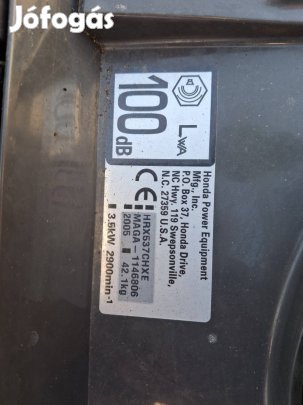 Jófogás
LWA
100 dB
Honda Power Equipment
Mfg., Inc.
P.O. Box 37, Honda Drive,
NC Hwy. 119 Swepsonville,
N.C. 27359 U.S.A.
CE
HRX537CHXE
MAGA-1146806
2005 42.1kg
3.5kW 2900min-1